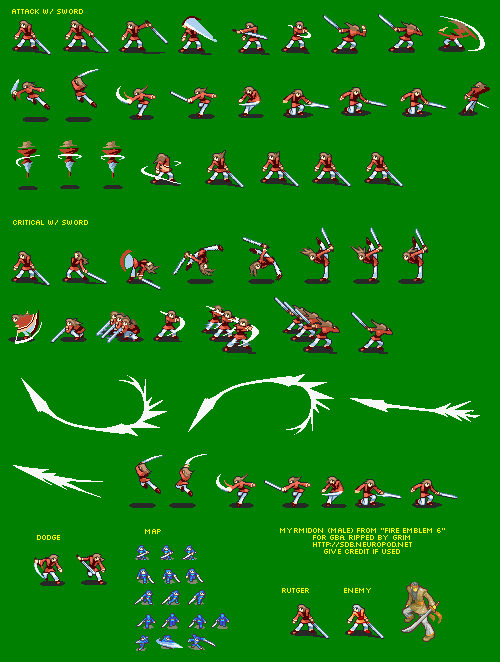 ATTACK W/ SWORD
CRITICAL W/ SWORD
MYRMIDON (MALE) FROM "FIRE EMBLEM 6"
FOR GBA, RIPPED BY GRIM
HTTP://SDB.NEUROPOD.NET
GIVE CREDIT IF USED
DODGE
MAP
RUTGER
ENEMY